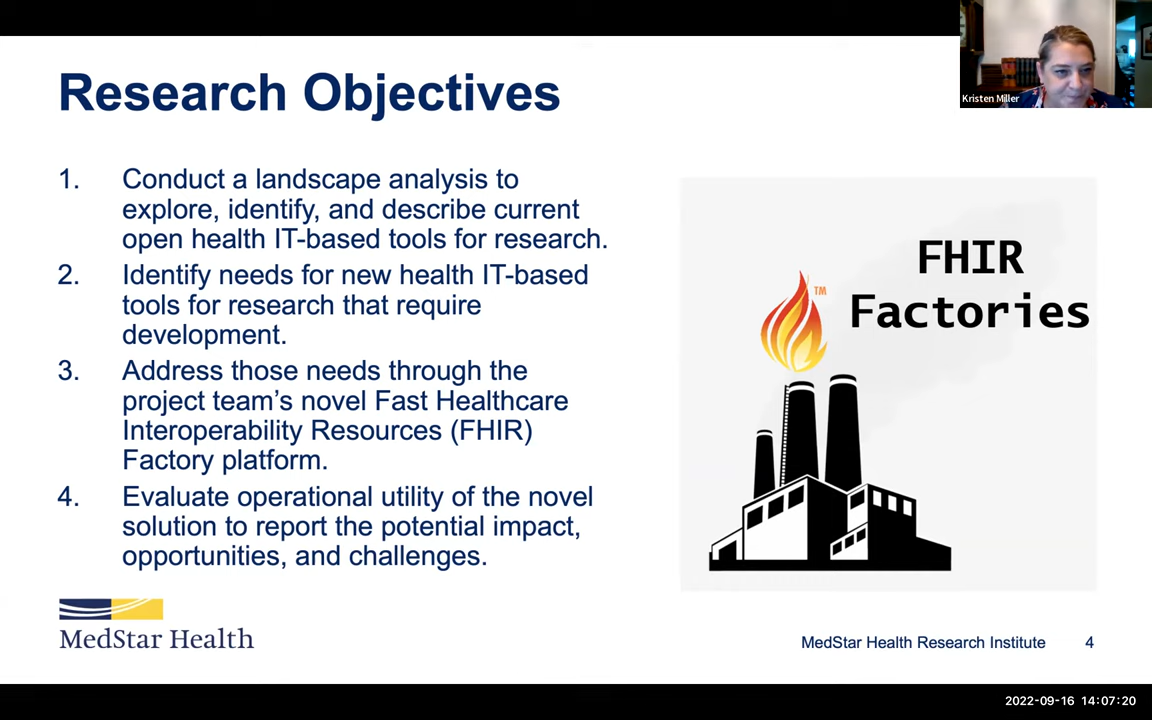 Research Objectives
Kristen Miller
1. Conduct a landscape analysis to
explore, identify, and describe current
open health IT-based tools for research.
2. Identify needs for new health IT-based
tools for research that require
development.
3. Address those needs through the
project team's novel Fast Healthcare
Interoperability Resources (FHIR)
Factory platform.
4. Evaluate operational utility of the novel
solution to report the potential impact,
opportunities, and challenges.
FHIR
Factories
TM
MedStar Health
MedStar Health Research Institute 4
2022-09-16 14:07:20